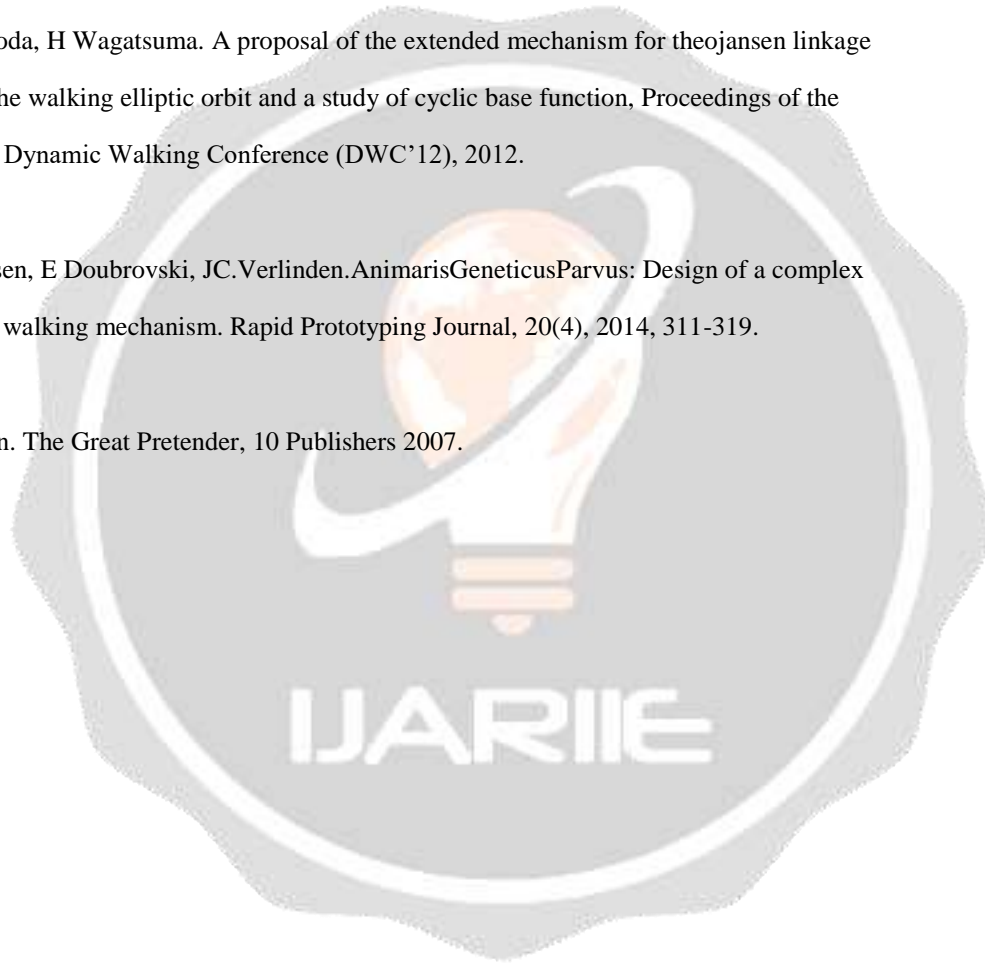 oda, H Wagatsuma. A proposal of the extended mechanism for theojansen linkage
he walking elliptic orbit and a study of cyclic base function, Proceedings of the
Dynamic Walking Conference (DWC’12), 2012.
sen, E Doubrovski, JC.Verlinden.AnimarisGeneticusParvus: Design of a complex
walking mechanism. Rapid Prototyping Journal, 20(4), 2014, 311-319.
n. The Great Pretender, 10 Publishers 2007.
IJARIIE